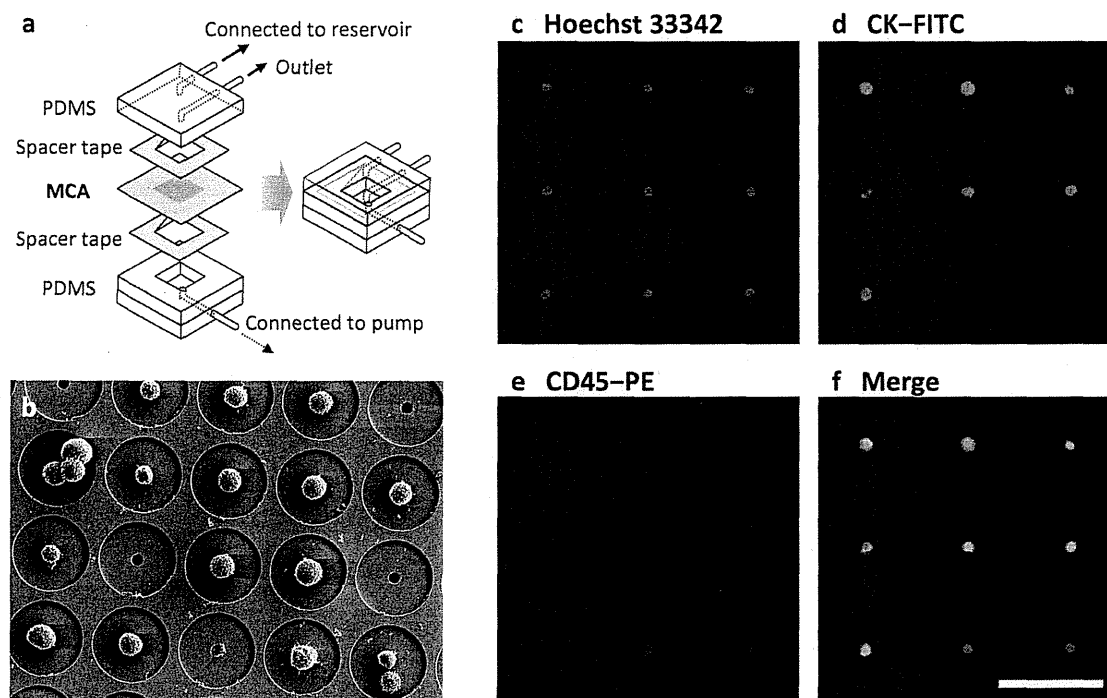 a
Connected to reservoir
Outlet
PDMS
Spacer tape
MCA
Spacer tape
PDMS
Connected to pump
b
c Hoechst 33342
d CK–FITC
e CD45–PE
f Merge